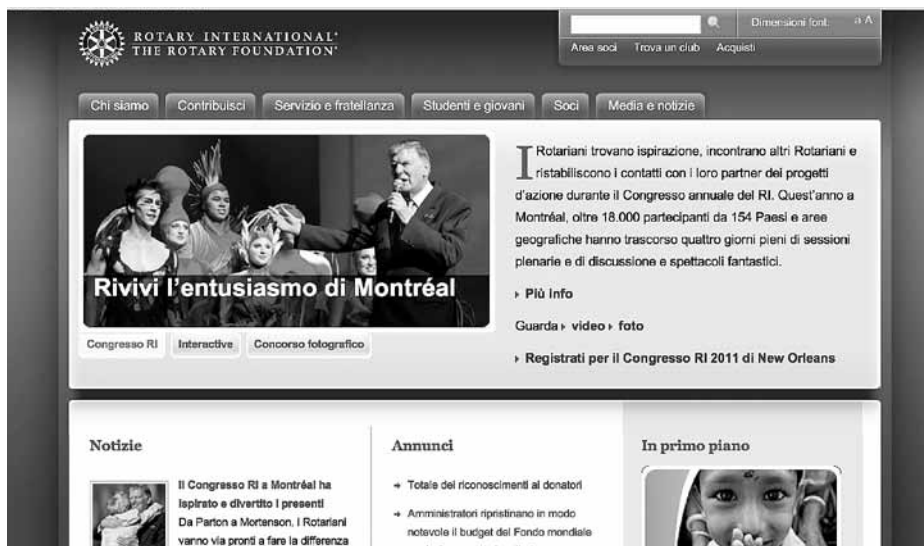 ROTARY INTERNATIONAL®
THE ROTARY FOUNDATION®
Dimensioni font: a A
Area soci Trova un club Acquisti
Chi siamo Contribuisci Servizio e fratellanza Studenti e giovani Soci Media e notizie
Rivivi l'entusiasmo di Montréal
Congresso RI Interactive Concorso fotografico
I Rotariani trovano ispirazione, incontrano altri Rotariani e
ristabiliscono i contatti con i loro partner dei progetti
d'azione durante il Congresso annuale del RI. Quest'anno a
Montréal, oltre 18.000 partecipanti da 154 Paesi e aree
geografiche hanno trascorso quattro giorni pieni di sessioni
plenarie e di discussione e spettacoli fantastici.
Più info
Guarda video foto
Registrati per il Congresso RI 2011 di New Orleans
Notizie
Il Congresso RI a Montréal ha
ispirato e divertito i presenti
Da Parton a Mortenson, i Rotariani
vanno via pronti a fare la differenza
Annunci
Totale dei riconoscimenti ai donatori
Amministratori ripristinano in modo
notevole il budget del Fondo mondiale
In primo piano